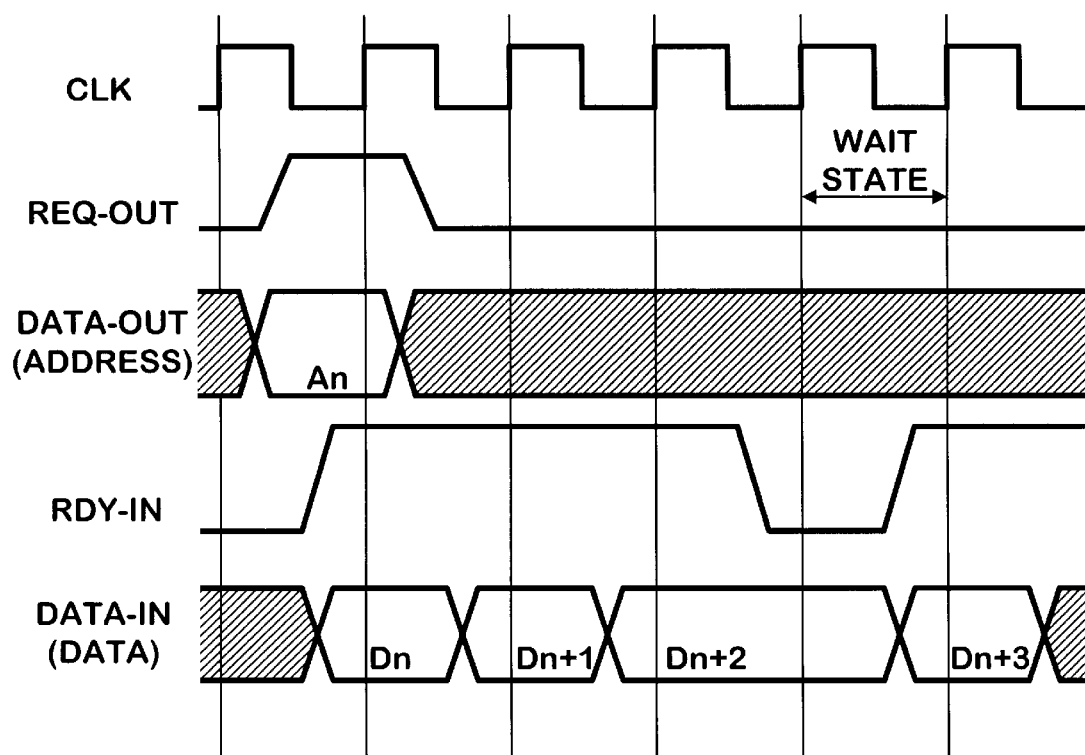 CLK
WAIT
STATE
REQ-OUT
DATA-OUT
(ADDRESS)
An
RDY-IN
DATA-IN
(DATA)
Dn
Dn+1
Dn+2
Dn+3